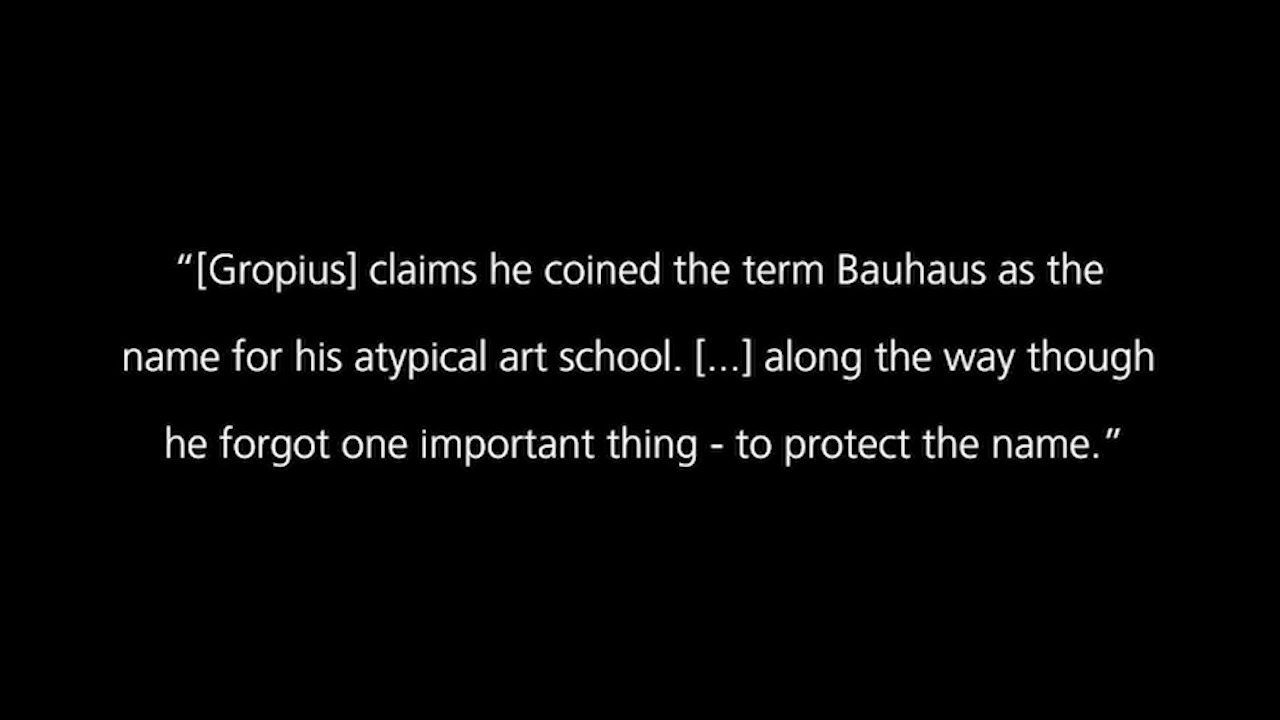 “[Gropius] claims he coined the term Bauhaus as the
name for his atypical art school. [...] along the way though
he forgot one important thing - to protect the name.”